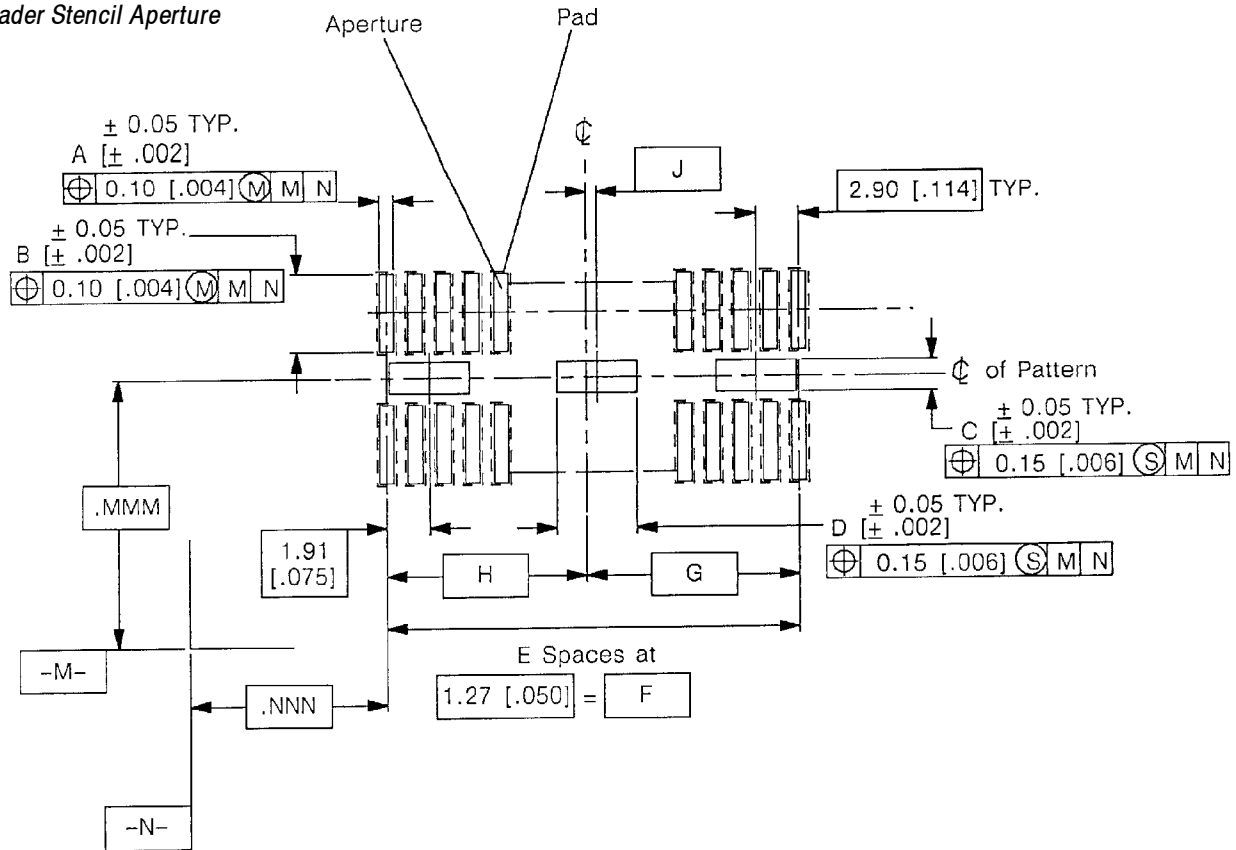 ader Stencil Aperture
Aperture
Pad
± 0.05 TYP.
A [± .002]
⌖ 0.10 [.004] Ⓜ M N
± 0.05 TYP.
B [± .002]
⌖ 0.10 [.004] Ⓜ M N
℄
J
2.90 [.114] TYP.
℄ of Pattern
± 0.05 TYP.
C [± .002]
⌖ 0.15 [.006] Ⓢ M N
± 0.05 TYP.
D [± .002]
⌖ 0.15 [.006] Ⓢ M N
.MMM
1.91
[.075]
H
G
E Spaces at
1.27 [.050] = F
–M–
.NNN
–N–